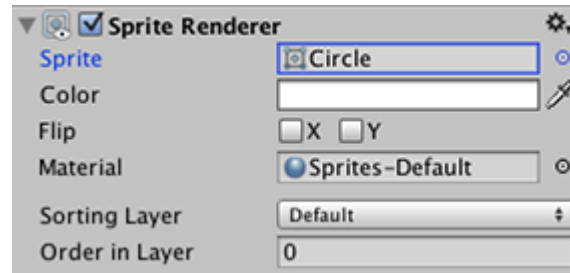 Sprite Renderer
Sprite Circle
Color
Flip X Y
Material Sprites-Default
Sorting Layer Default
Order in Layer 0